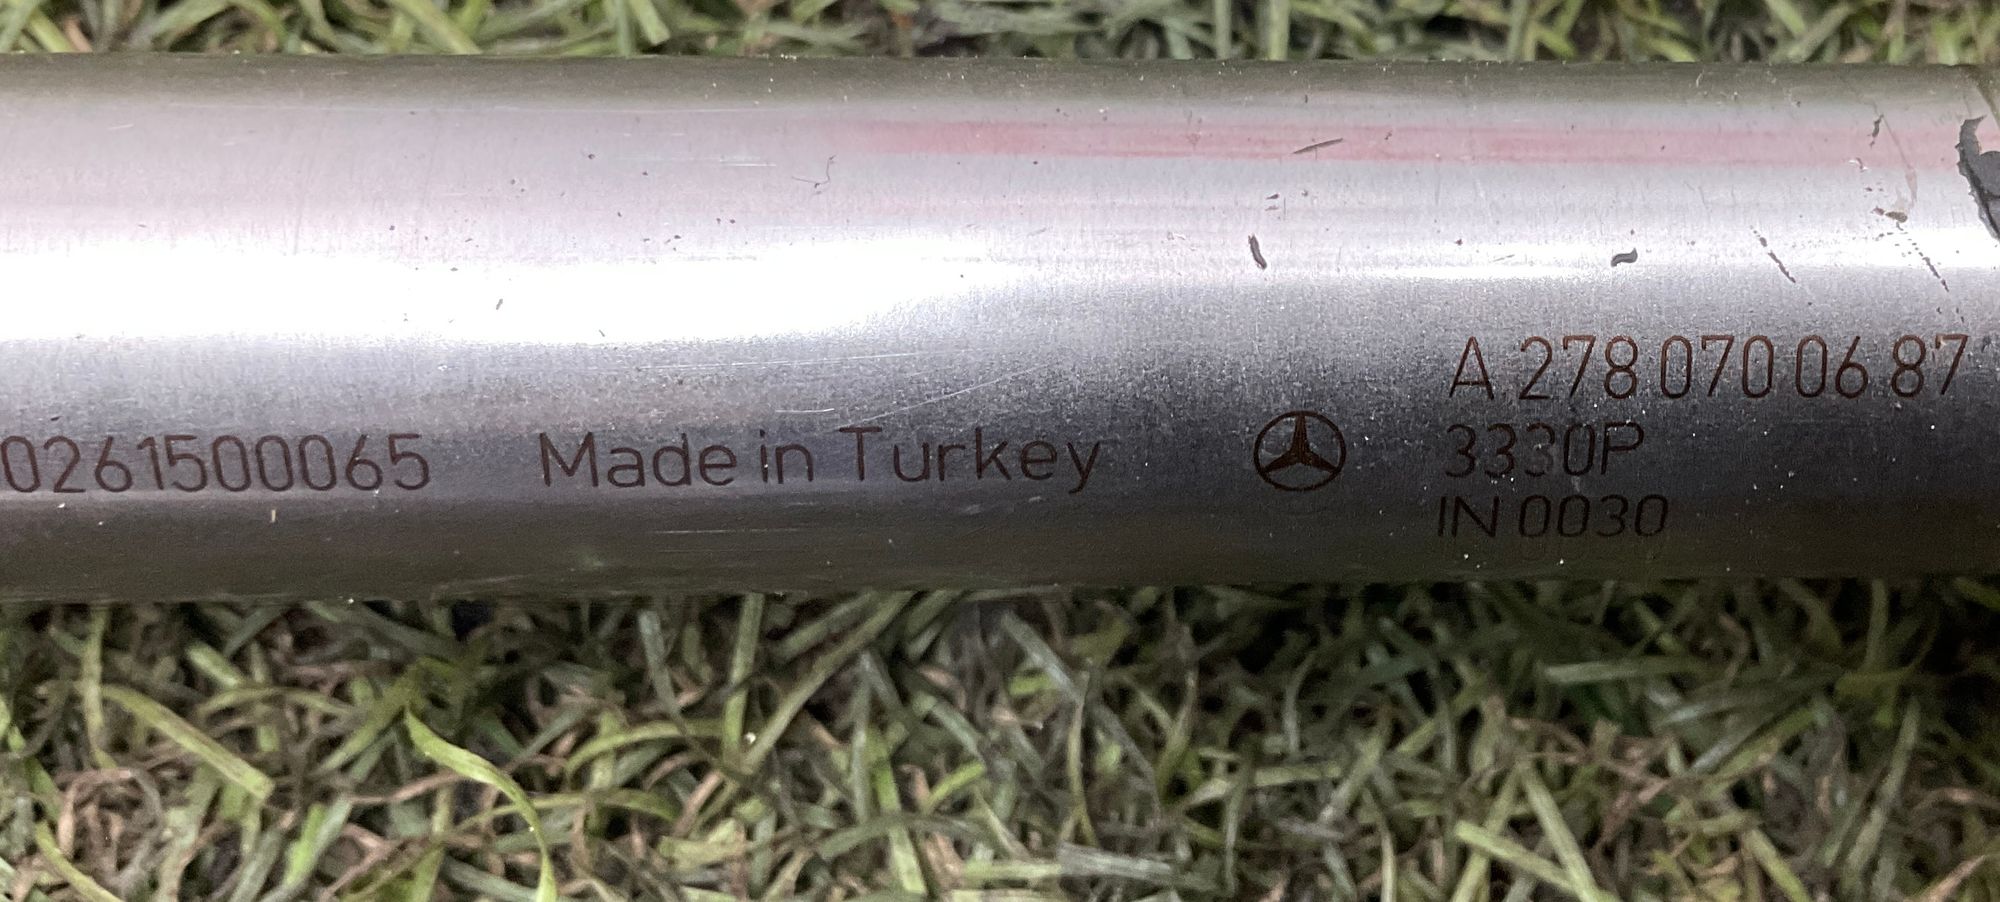 0261500065 Made in Turkey
A 278 070 06 87
3330P
IN 0030